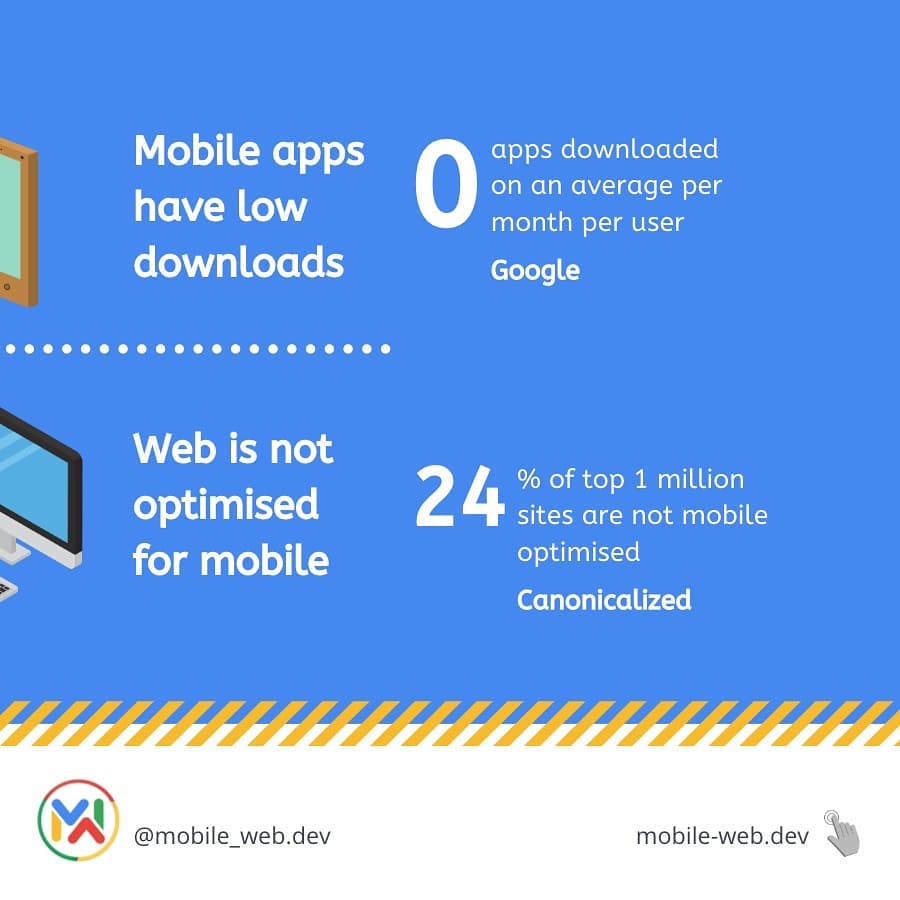 Mobile apps
have low
downloads
0
apps downloaded
on an average per
month per user
Google
Web is not
optimised
for mobile
24
% of top 1 million
sites are not mobile
optimised
Canonicalized
@mobile_web.dev
mobile-web.dev